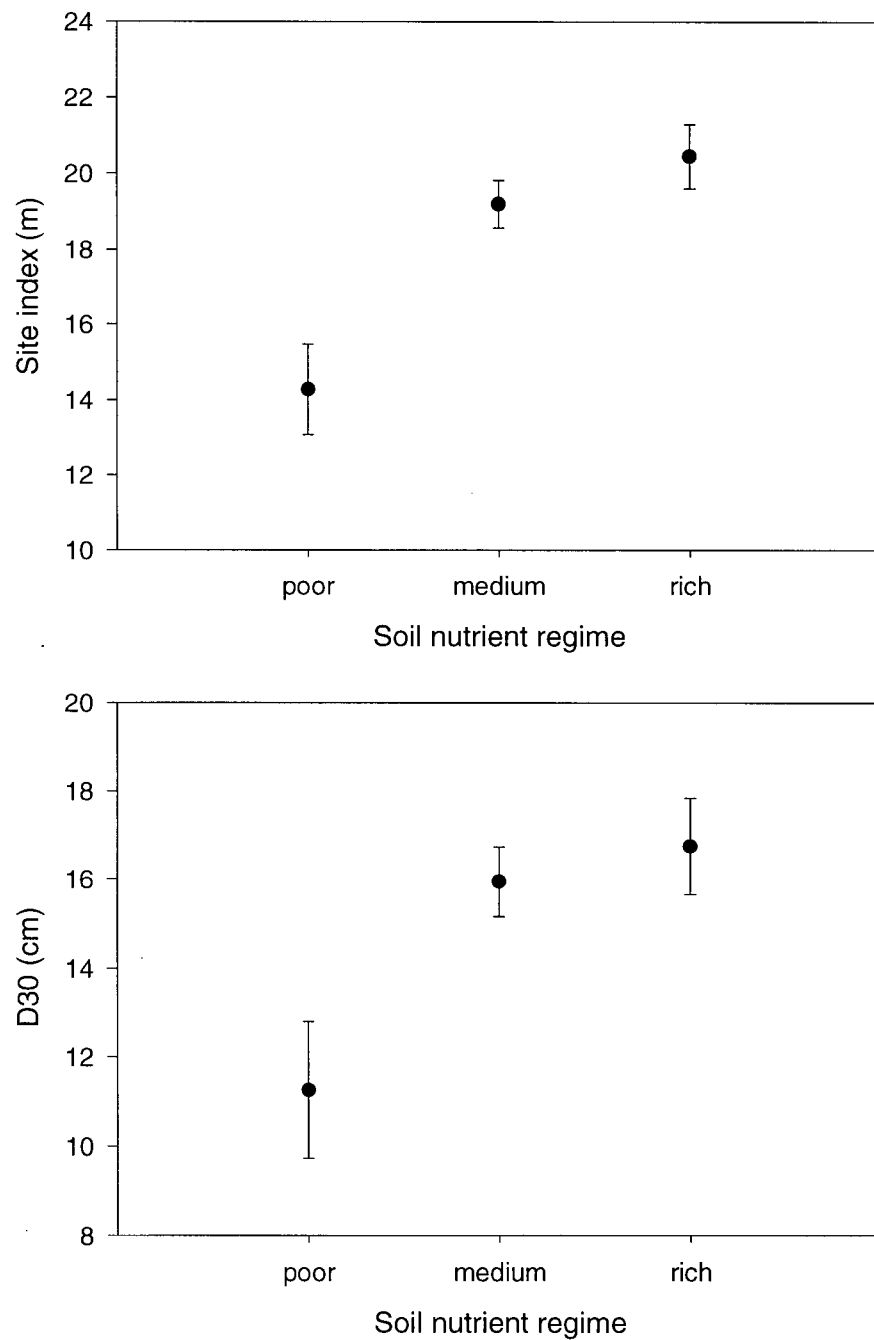 24
22
20
18
16
14
12
10
Site index (m)
poor medium rich
Soil nutrient regime
20
18
16
14
12
10
8
D30 (cm)
poor medium rich
Soil nutrient regime